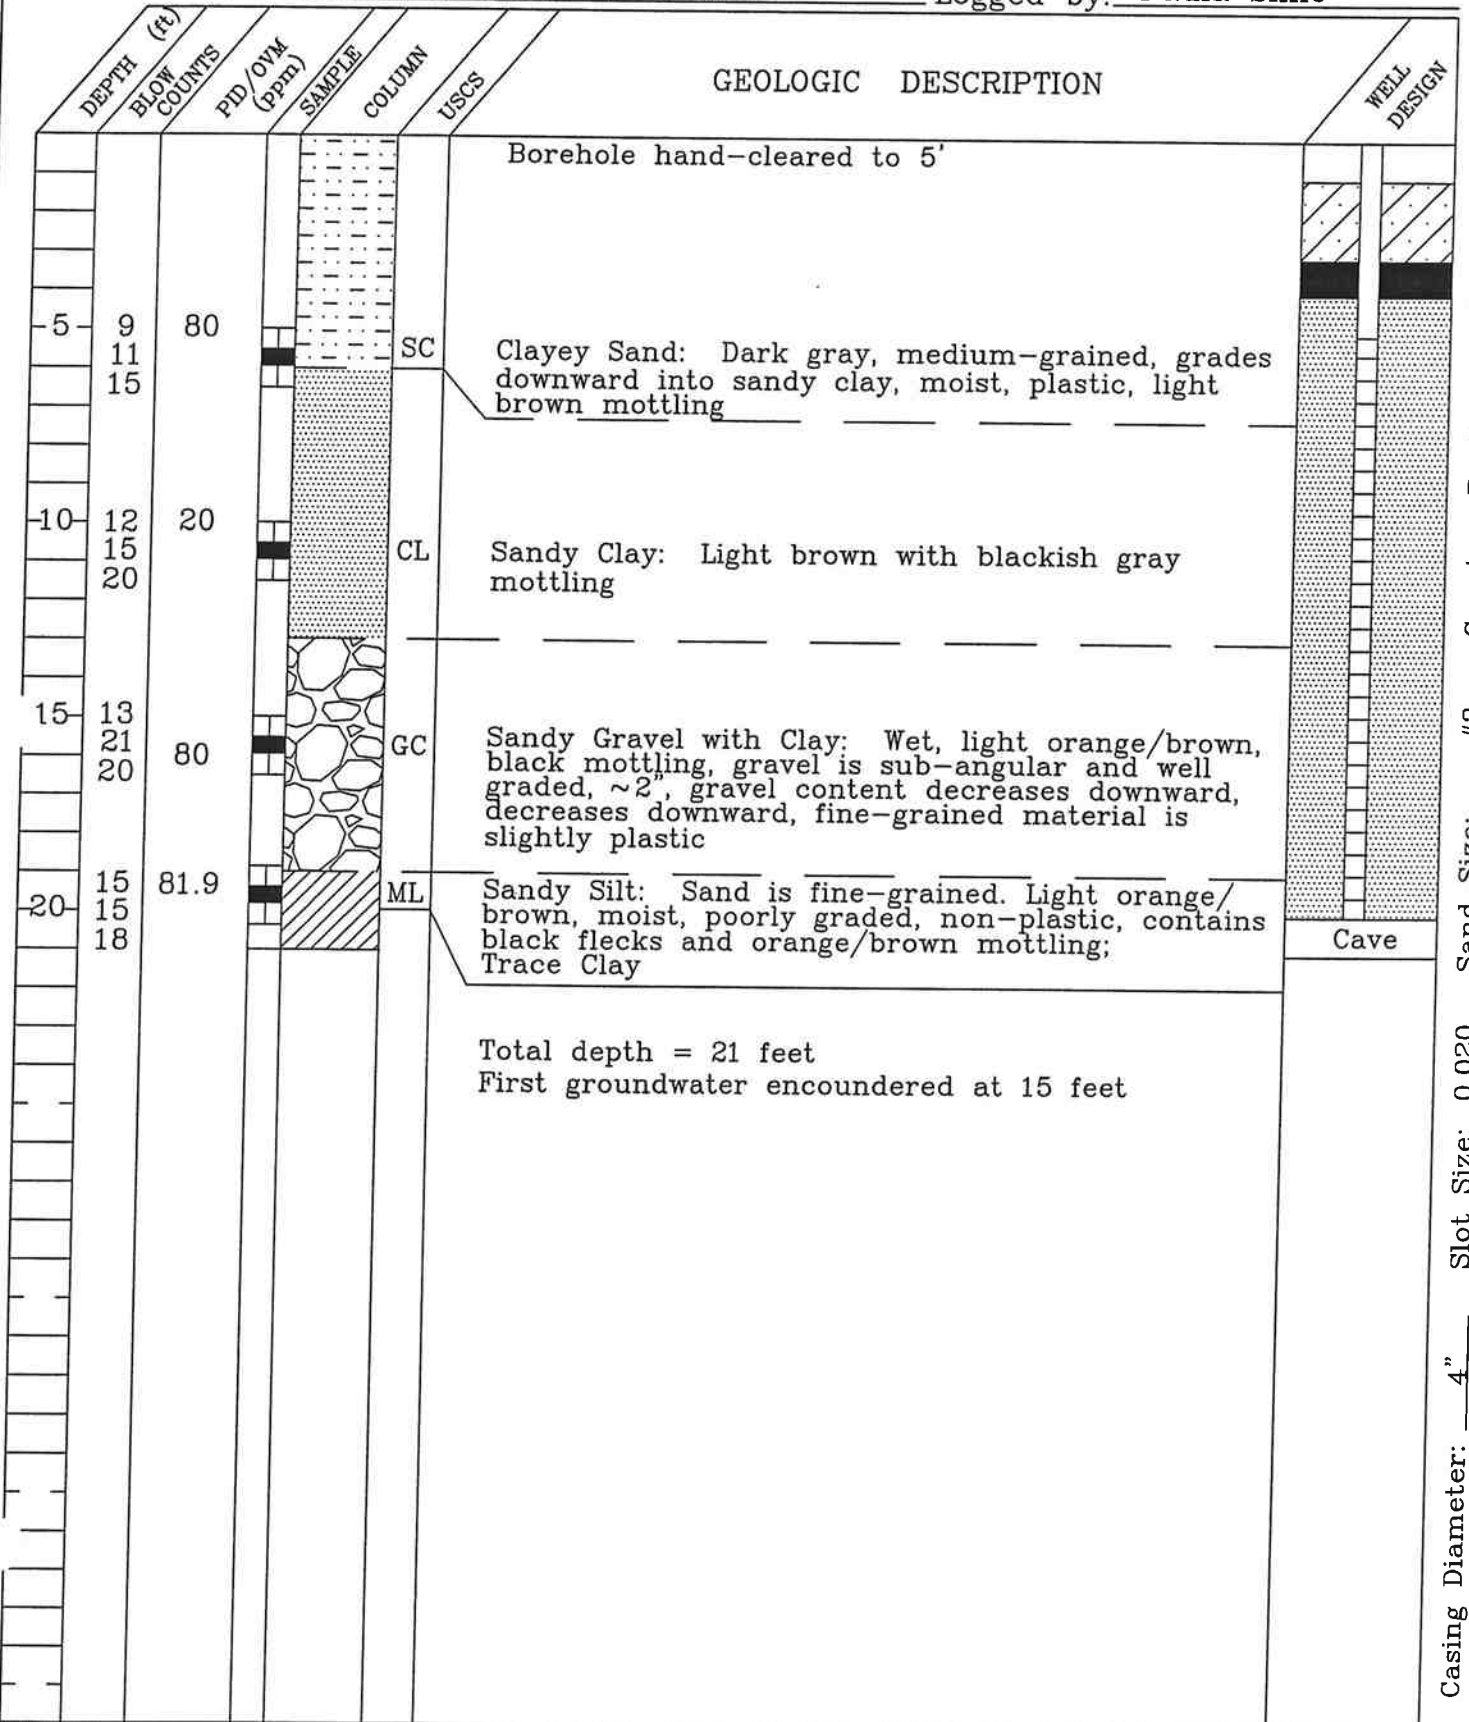 Logged by:
DEPTH (ft)
BLOW COUNTS
PID/OVM (ppm)
SAMPLE
COLUMN
USCS
GEOLOGIC DESCRIPTION
WELL DESIGN
Borehole hand-cleared to 5'
5
9
80
11
15
SC
Clayey Sand: Dark gray, medium-grained, grades
downward into sandy clay, moist, plastic, light
brown mottling
10
12
20
15
20
CL
Sandy Clay: Light brown with blackish gray
mottling
15
13
21
80
20
GC
Sandy Gravel with Clay: Wet, light orange/brown,
black mottling, gravel is sub-angular and well
graded, ~2", gravel content decreases downward,
decreases downward, fine-grained material is
slightly plastic
15
81.9
20
15
18
ML
Sandy Silt: Sand is fine-grained. Light orange/
brown, moist, poorly graded, non-plastic, contains
black flecks and orange/brown mottling;
Trace Clay
Cave
Total depth = 21 feet
First groundwater encoundered at 15 feet
Casing Diameter: 4" Slot Size: 0.020 Sand Size: